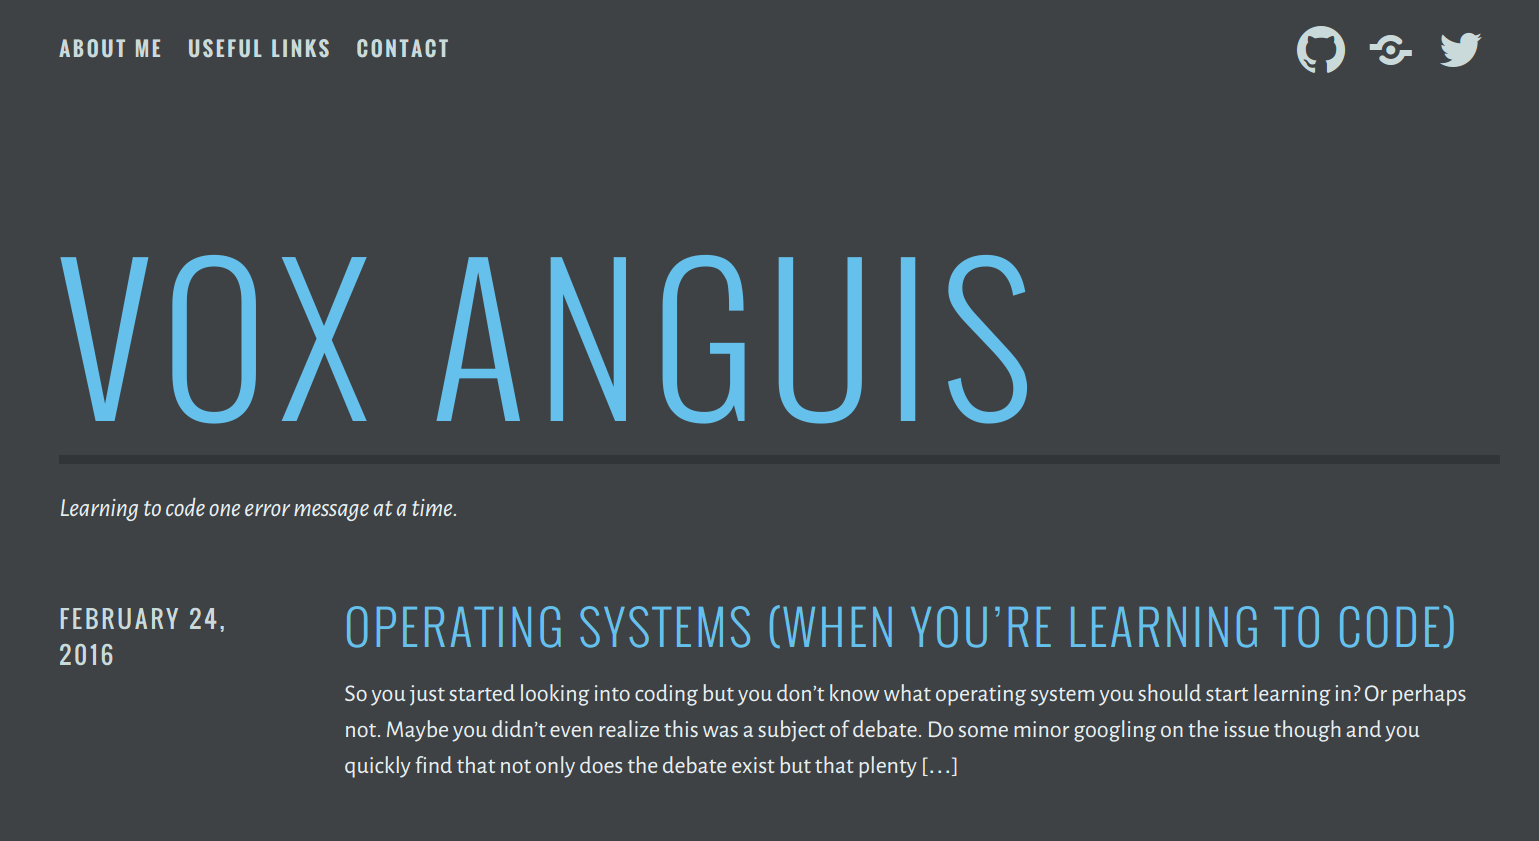 ABOUT ME USEFUL LINKS CONTACT
VOX ANGUIS
Learning to code one error message at a time.
FEBRUARY 24,
2016
OPERATING SYSTEMS (WHEN YOU’RE LEARNING TO CODE)
So you just started looking into coding but you don’t know what operating system you should start learning in? Or perhaps
not. Maybe you didn’t even realize this was a subject of debate. Do some minor googling on the issue though and you
quickly find that not only does the debate exist but that plenty […]